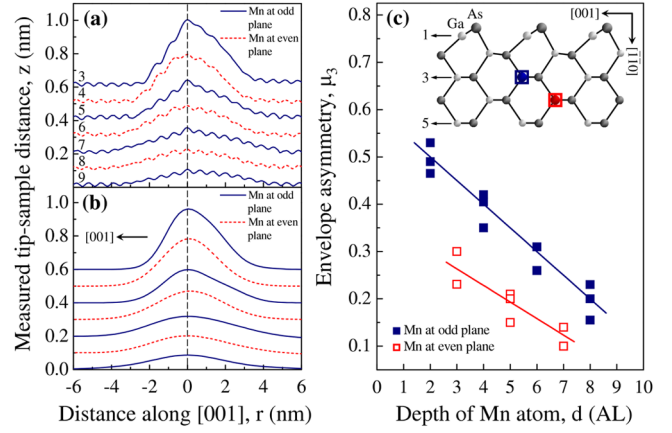 Measured tip-sample distance, z (nm)
(a)
Mn at odd
plane
Mn at even
plane
1.0
0.8
0.6
0.4
0.2
3
4
5
6
7
8
9
(b)
Mn at odd
plane
Mn at even
plane
[001]
1.0
0.8
0.6
0.4
0.2
0.0
-6 -4 -2 0 2 4 6
Distance along [001], r (nm)
Envelope asymmetry, μ3
(c)
As
Ga
[001]
[11̅0]
1
3
5
0.8
0.7
0.6
0.5
0.4
0.3
0.2
0.1
Mn at odd plane
Mn at even plane
0 1 2 3 4 5 6 7 8 9 10
Depth of Mn atom, d (AL)